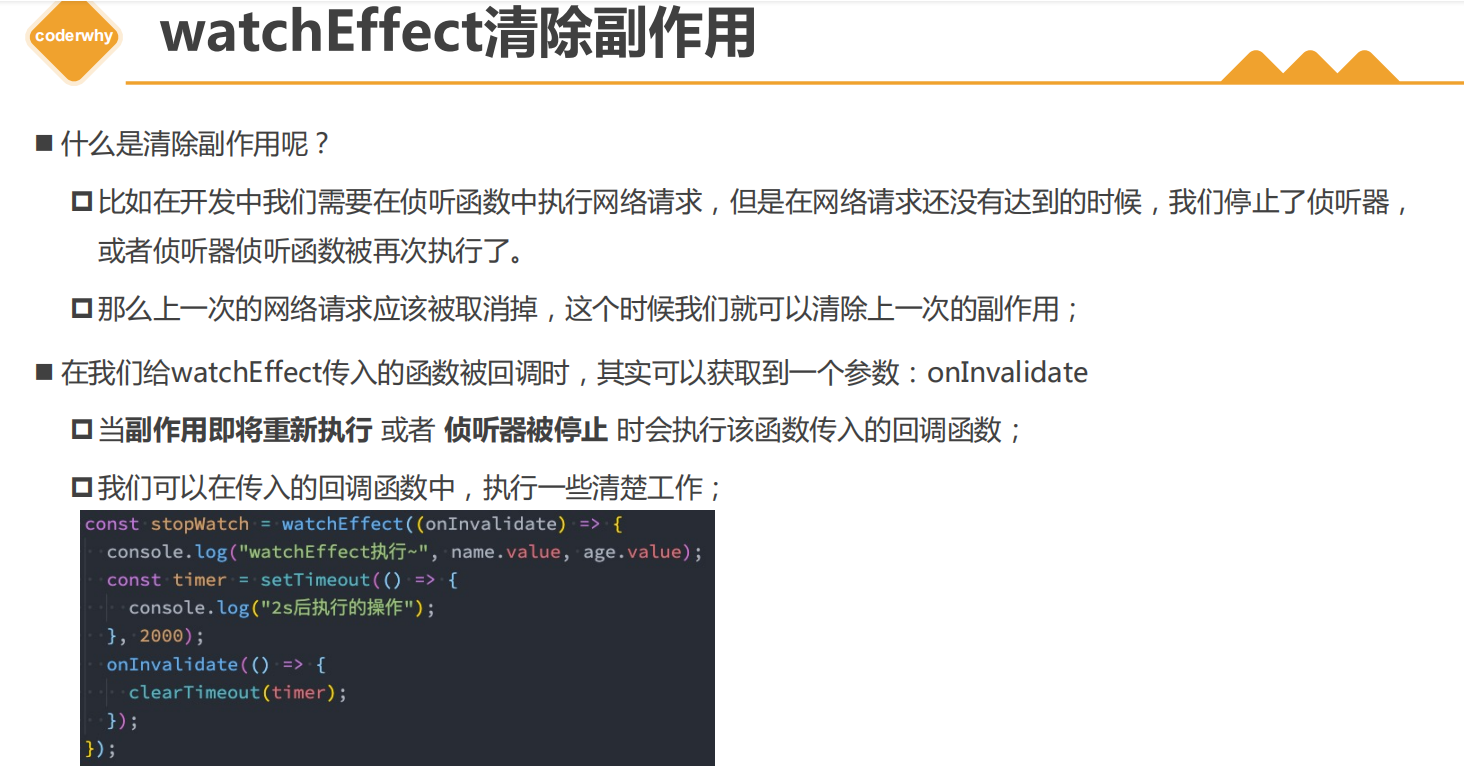 coderwhy
watchEffect清除副作用
什么是清除副作用呢？
比如在开发中我们需要在侦听函数中执行网络请求，但是在网络请求还没有达到的时候，我们停止了侦听器，
或者侦听器侦听函数被再次执行了。
那么上一次的网络请求应该被取消掉，这个时候我们就可以清除上一次的副作用；
在我们给watchEffect传入的函数被回调时，其实可以获取到一个参数：onInvalidate
当副作用即将重新执行 或者 侦听器被停止 时会执行该函数传入的回调函数；
我们可以在传入的回调函数中，执行一些清楚工作；
const stopWatch = watchEffect((onInvalidate) => {
  console.log("watchEffect执行~", name.value, age.value);
  const timer = setTimeout(() => {
    console.log("2s后执行的操作");
  }, 2000);
  onInvalidate(() => {
    clearTimeout(timer);
  });
});